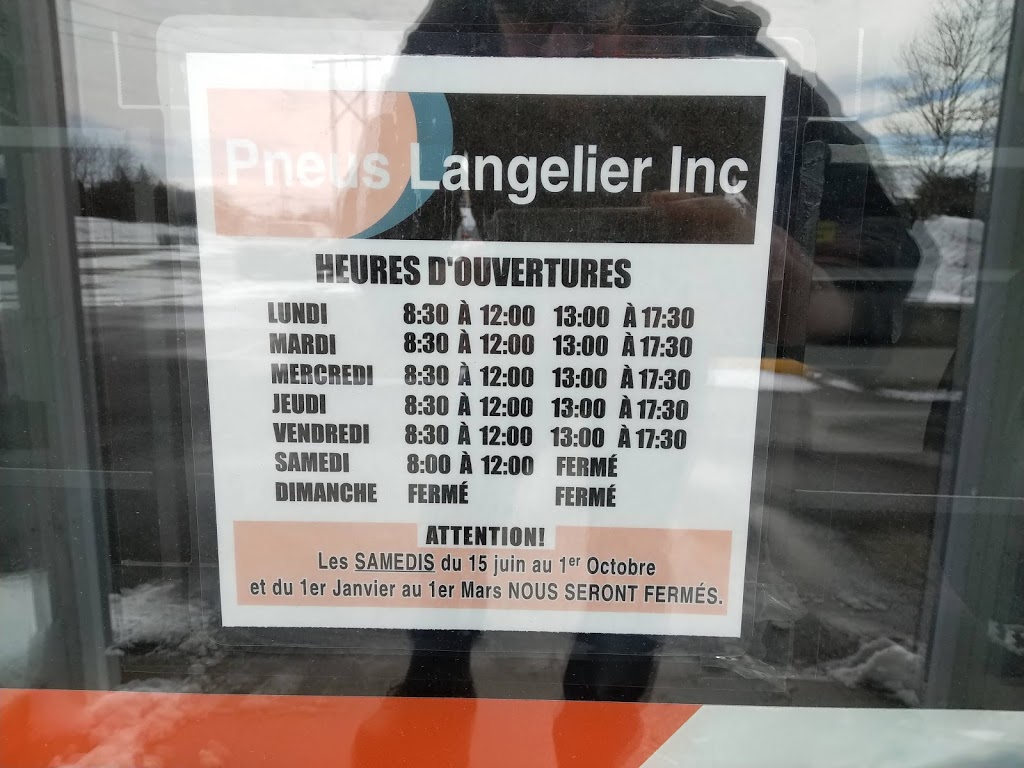 Pneus Langelier Inc
HEURES D'OUVERTURES
LUNDI 8:30 À 12:00 13:00 À 17:30
MARDI 8:30 À 12:00 13:00 À 17:30
MERCREDI 8:30 À 12:00 13:00 À 17:30
JEUDI 8:30 À 12:00 13:00 À 17:30
VENDREDI 8:30 À 12:00 13:00 À 17:30
SAMEDI 8:00 À 12:00 FERMÉ
DIMANCHE FERMÉ FERMÉ
ATTENTION!
Les SAMEDIS du 15 juin au 1er Octobre
et du 1er Janvier au 1er Mars NOUS SERONT FERMÉS.